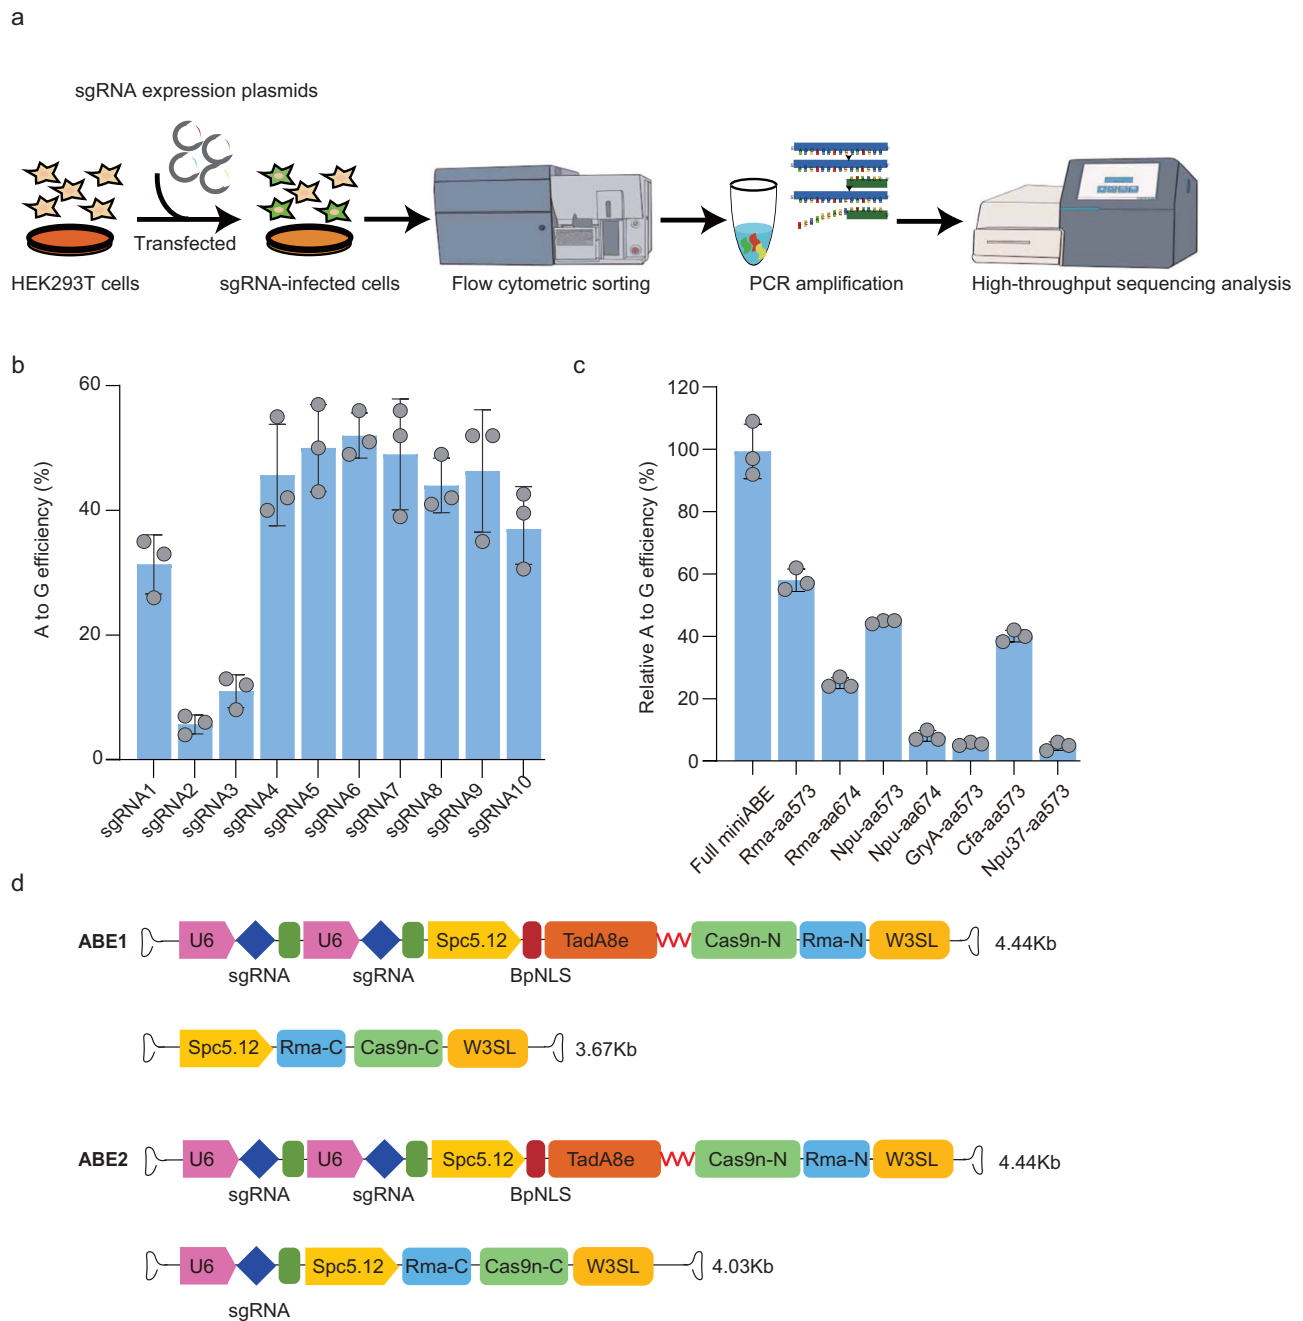 a
sgRNA expression plasmids
Transfected
HEK293T cells
sgRNA-infected cells
Flow cytometric sorting
PCR amplification
High-throughput sequencing analysis
b
A to G efficiency (%)
60
40
20
0
sgRNA1
sgRNA2
sgRNA3
sgRNA4
sgRNA5
sgRNA6
sgRNA7
sgRNA8
sgRNA9
sgRNA10
c
Relative A to G efficiency (%)
120
100
80
60
40
20
0
Full miniABE
Rma-aa573
Rma-aa674
Npu-aa573
Npu-aa674
GryA-aa573
Cfa-aa573
Npu37-aa573
d
ABE1 U6 U6 Spc5.12 TadA8e Cas9n-N Rma-N W3SL 4.44Kb
sgRNA sgRNA BpNLS
Spc5.12 Rma-C Cas9n-C W3SL 3.67Kb
ABE2 U6 U6 Spc5.12 TadA8e Cas9n-N Rma-N W3SL 4.44Kb
sgRNA sgRNA BpNLS
U6 Spc5.12 Rma-C Cas9n-C W3SL 4.03Kb
sgRNA